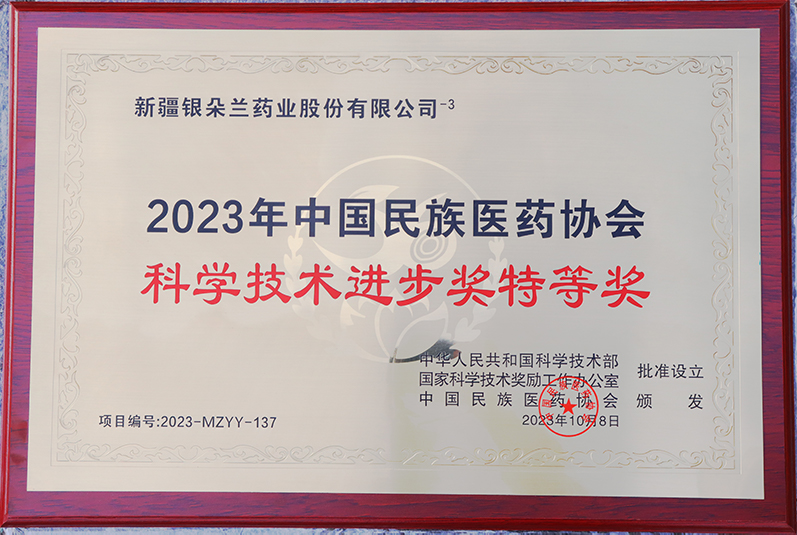 新疆银朵兰药业股份有限公司-3
2023年中国民族医药协会
科学技术进步奖特等奖
中华人民共和国科学技术部
国家科学技术奖励工作办公室
批准设立
中国民族医药协会
颁发
项目编号:2023-MZYY-137
2023年10月8日